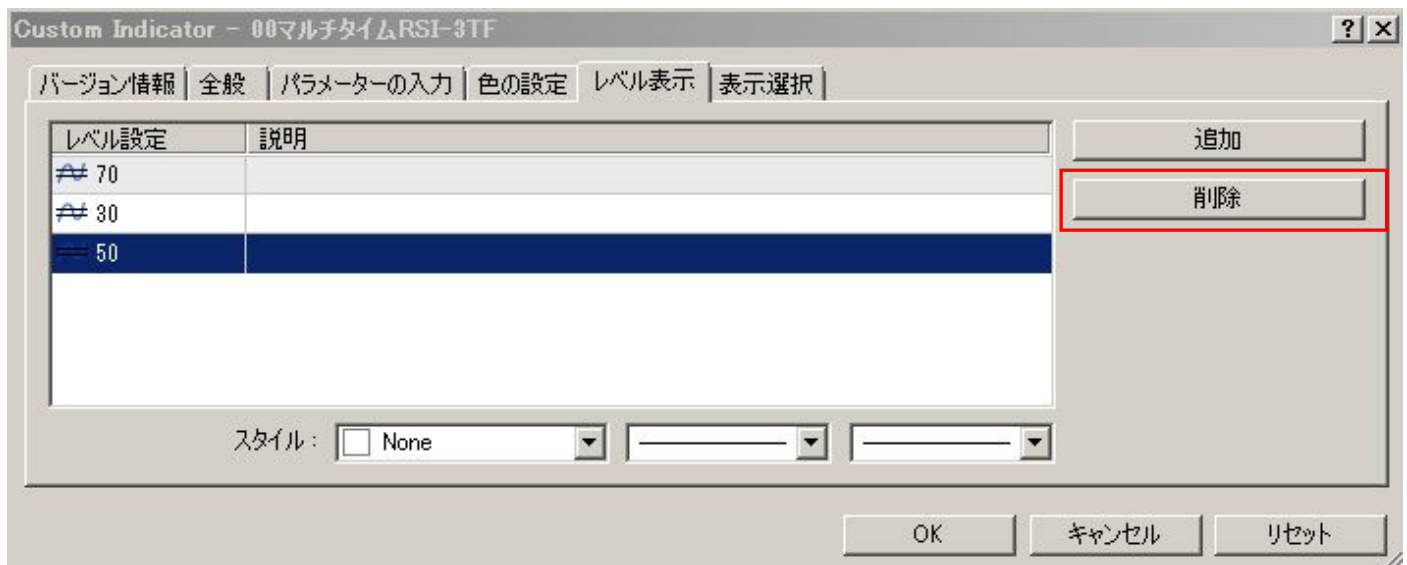 Custom Indicator - 00マルチタイムRSI-3TF
バージョン情報 全般 パラメーターの入力 色の設定 レベル表示 表示選択
レベル設定 説明 追加
70
削除
30
50
スタイル : None
OK キャンセル リセット